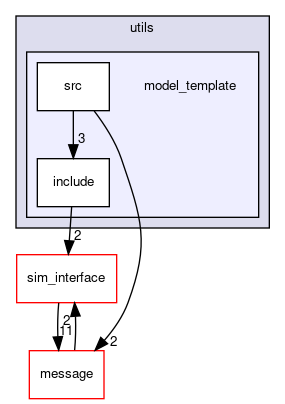 utils
src
model_template
3
include
2
sim_interface
2
11
2
message